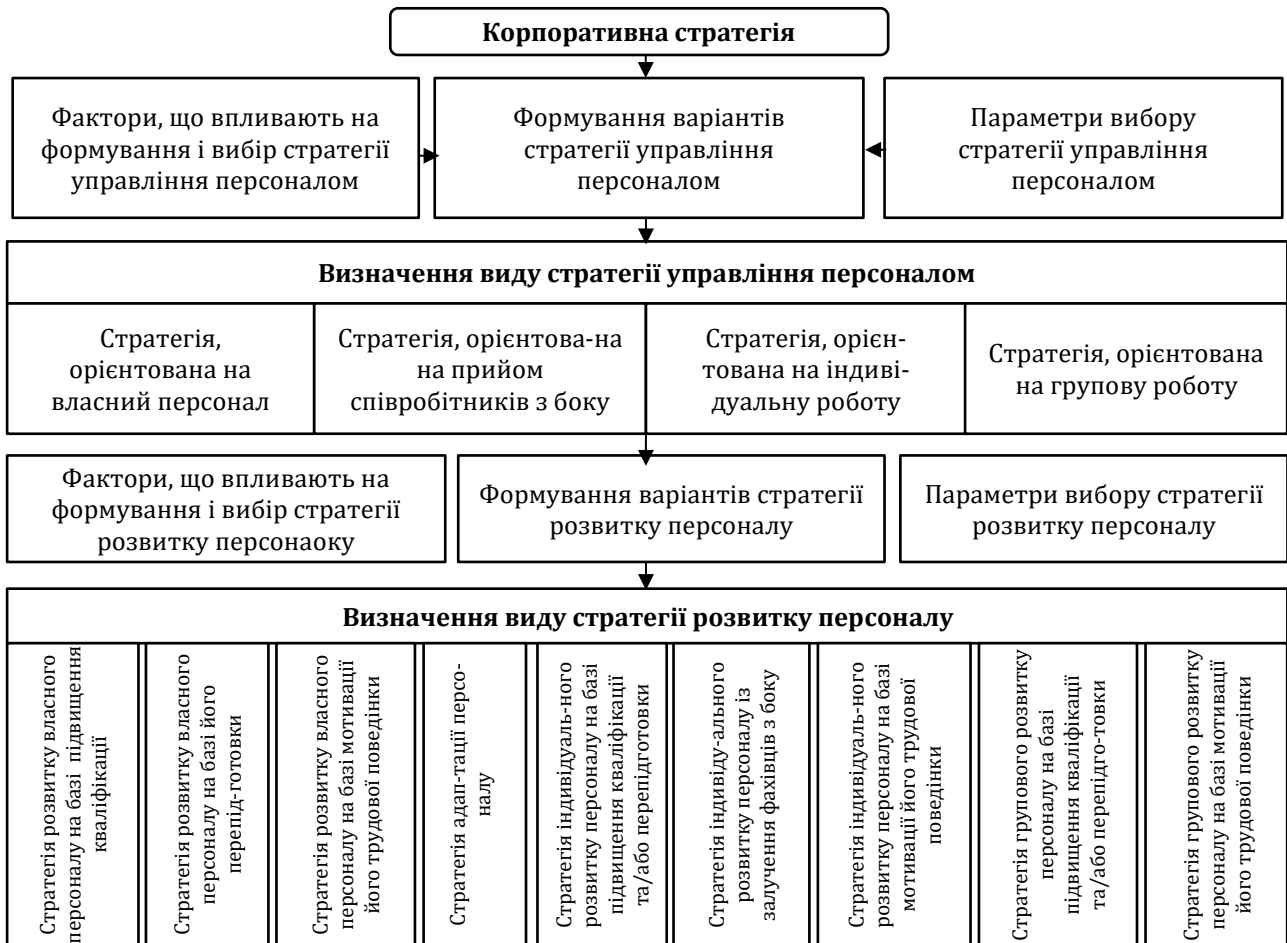 Корпоративна стратегія
Фактори, що впливають на
формування і вибір стратегії
управління персоналом
Формування варіантів
стратегії управління
персоналом
Параметри вибору
стратегії управління
персоналом
Визначення виду стратегії управління персоналом
Стратегія,
орієнтована на
власний персонал
Стратегія, орієнтова-на
на прийом
співробітників з боку
Стратегія, орієн-
тована на індиві-
дуальну роботу
Стратегія, орієнтована
на групову роботу
Фактори, що впливають на
формування і вибір стратегії
розвитку персонаоку
Формування варіантів стратегії
розвитку персоналу
Параметри вибору стратегії
розвитку персоналу
Визначення виду стратегії розвитку персоналу
Стратегія розвитку власного
персоналу на базі підвищення
кваліфікації
Стратегія розвитку власного
персоналу на базі його
перепід-готовки
Стратегія розвитку власного
персоналу на базі мотивації
його трудової поведінки
Стратегія адап-тації персо-
налу
Стратегія індивідуаль-ного
розвитку персоналу на базі
підвищення кваліфікації
та/або перепідготовки
Стратегія індивіду-ального
розвитку персоналу із
залучення фахівців з боку
Стратегія індивідуаль-ного
розвитку персоналу на базі
мотивації його трудової
поведінки
Стратегія групового розвитку
персоналу на базі
підвищення кваліфікації
та/або перепідго-товки
Стратегія групового розвитку
персоналу на базі мотивації
його трудової поведінки